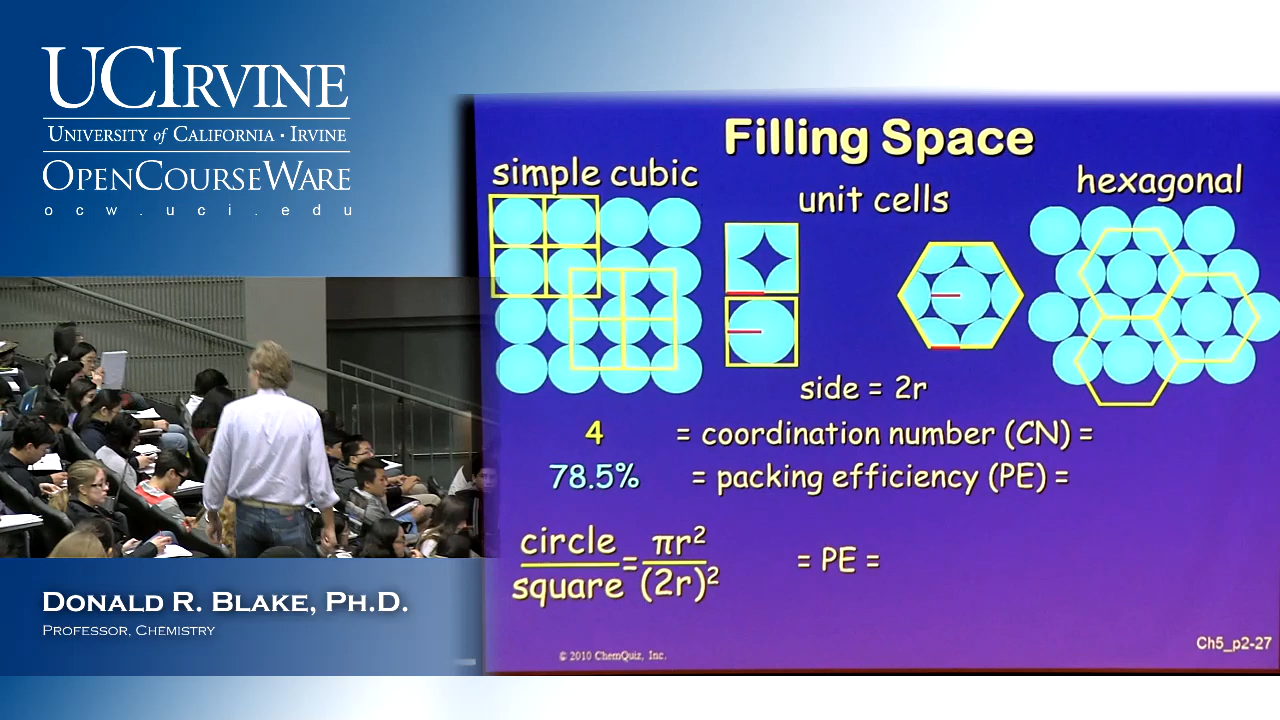 UCIRVINE
UNIVERSITY of CALIFORNIA · IRVINE
OPENCOURSEWARE
ocw.uci.edu
DONALD R. BLAKE, PH.D.
PROFESSOR, CHEMISTRY
Filling Space
simple cubic
unit cells
hexagonal
side = 2r
4 = coordination number (CN) =
78.5% = packing efficiency (PE) =
circle/square = πr²/(2r)² = PE =
© 2010 ChemQuiz, Inc.
Ch5_p2-27